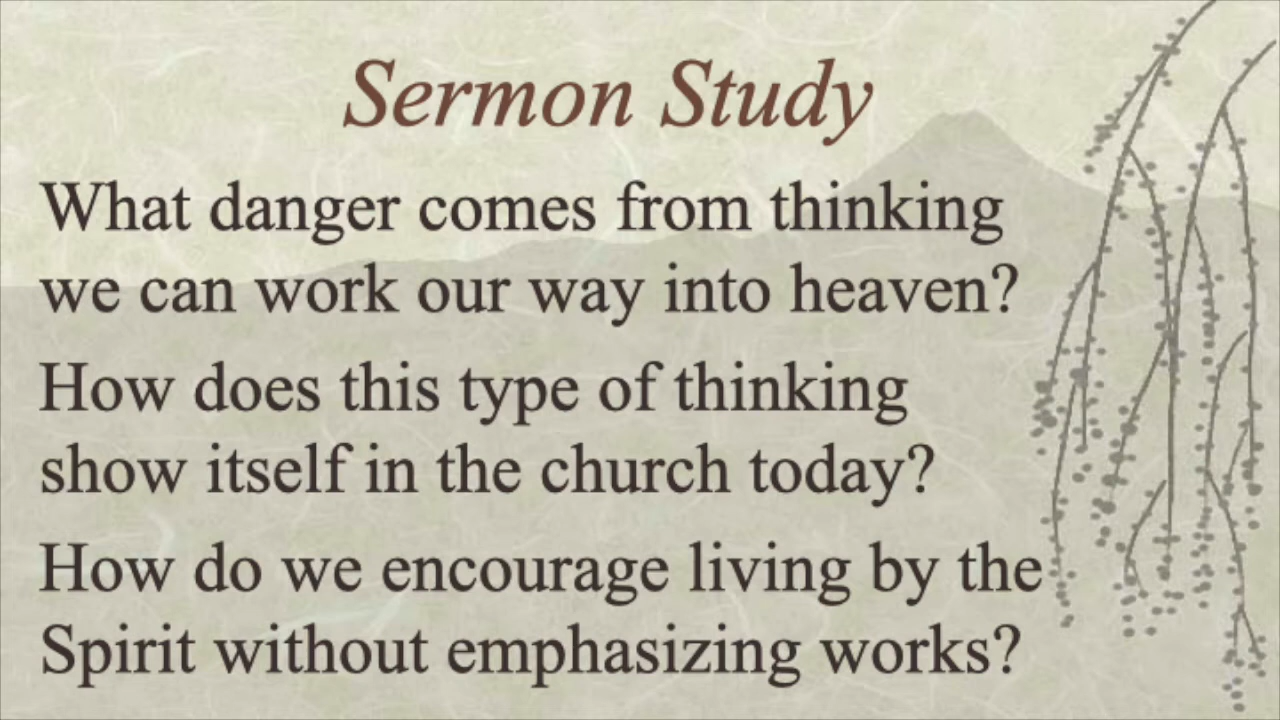 Sermon Study
What danger comes from thinking
we can work our way into heaven?
How does this type of thinking
show itself in the church today?
How do we encourage living by the
Spirit without emphasizing works?